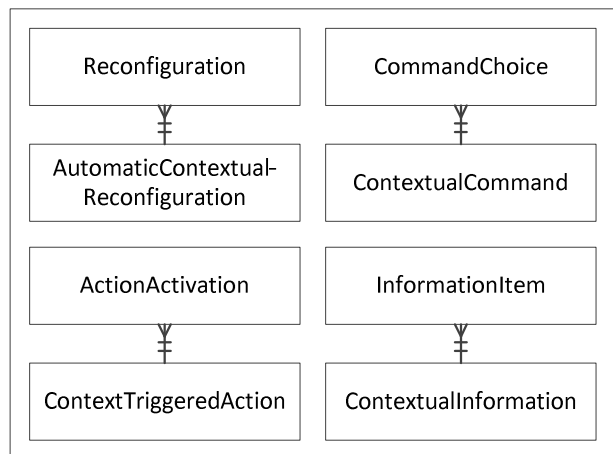 Reconfiguration
CommandChoice
AutomaticContextual-
Reconfiguration
ContextualCommand
ActionActivation
InformationItem
ContextTriggeredAction
ContextualInformation